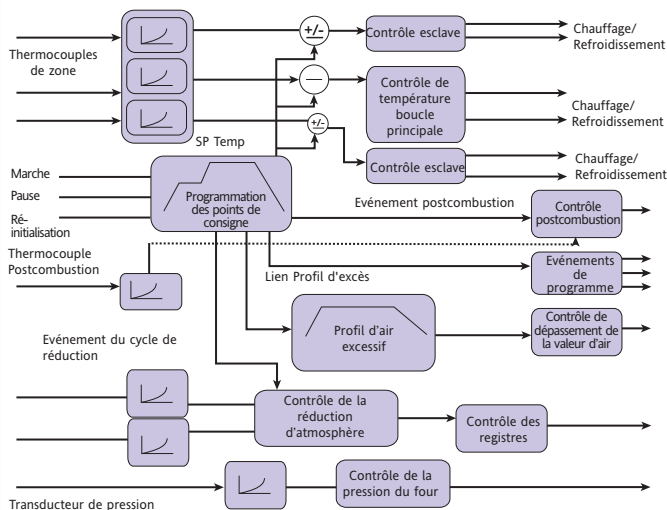 +/-
Contrôle esclave
Chauffage/
Refroidissement
Thermocouples
de zone
—
Contrôle de
température
boucle
principale
Chauffage/
Refroidissement
+/-
SP Temp
Contrôle esclave
Chauffage/
Refroidissement
Marche
Pause
Ré-
initialisation
Programmation
des points de
consigne
Evénement postcombustion
Contrôle
postcombustion
Thermocouple
Postcombustion
Lien Profil d'excès
Evénements
de
programme
Profil d'air
excessif
Contrôle de
dépassement de
la valeur d'air
Evénement du cycle de
réduction
Contrôle de la
réduction
d'atmosphère
Contrôle des
registres
Contrôle de la
pression du four
Transducteur de pression